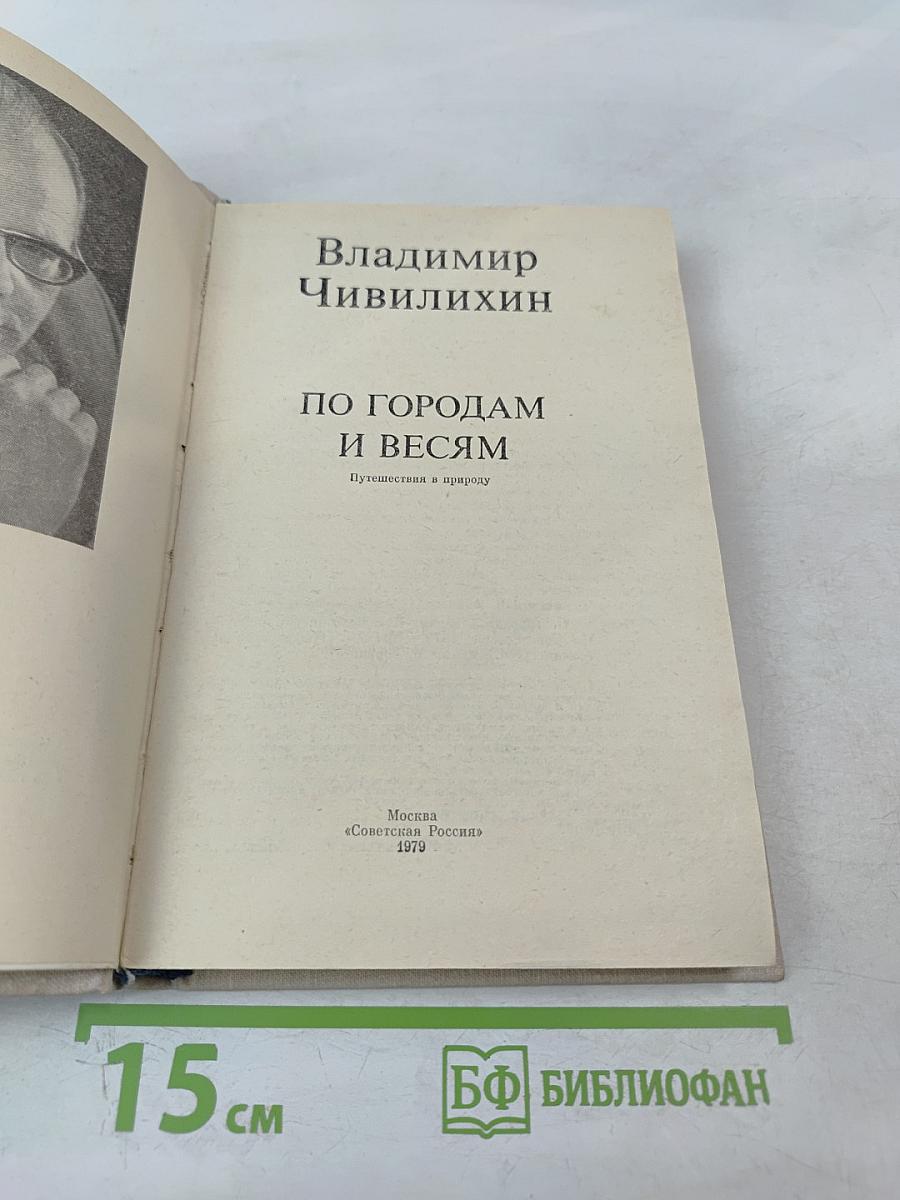 Владимир
Чивилихин
ПО ГОРОДАМ
И ВЕСЯМ
Путешествия в природу
Москва
«Советская Россия»
1979
15 см
БФ БИБЛИОФАН